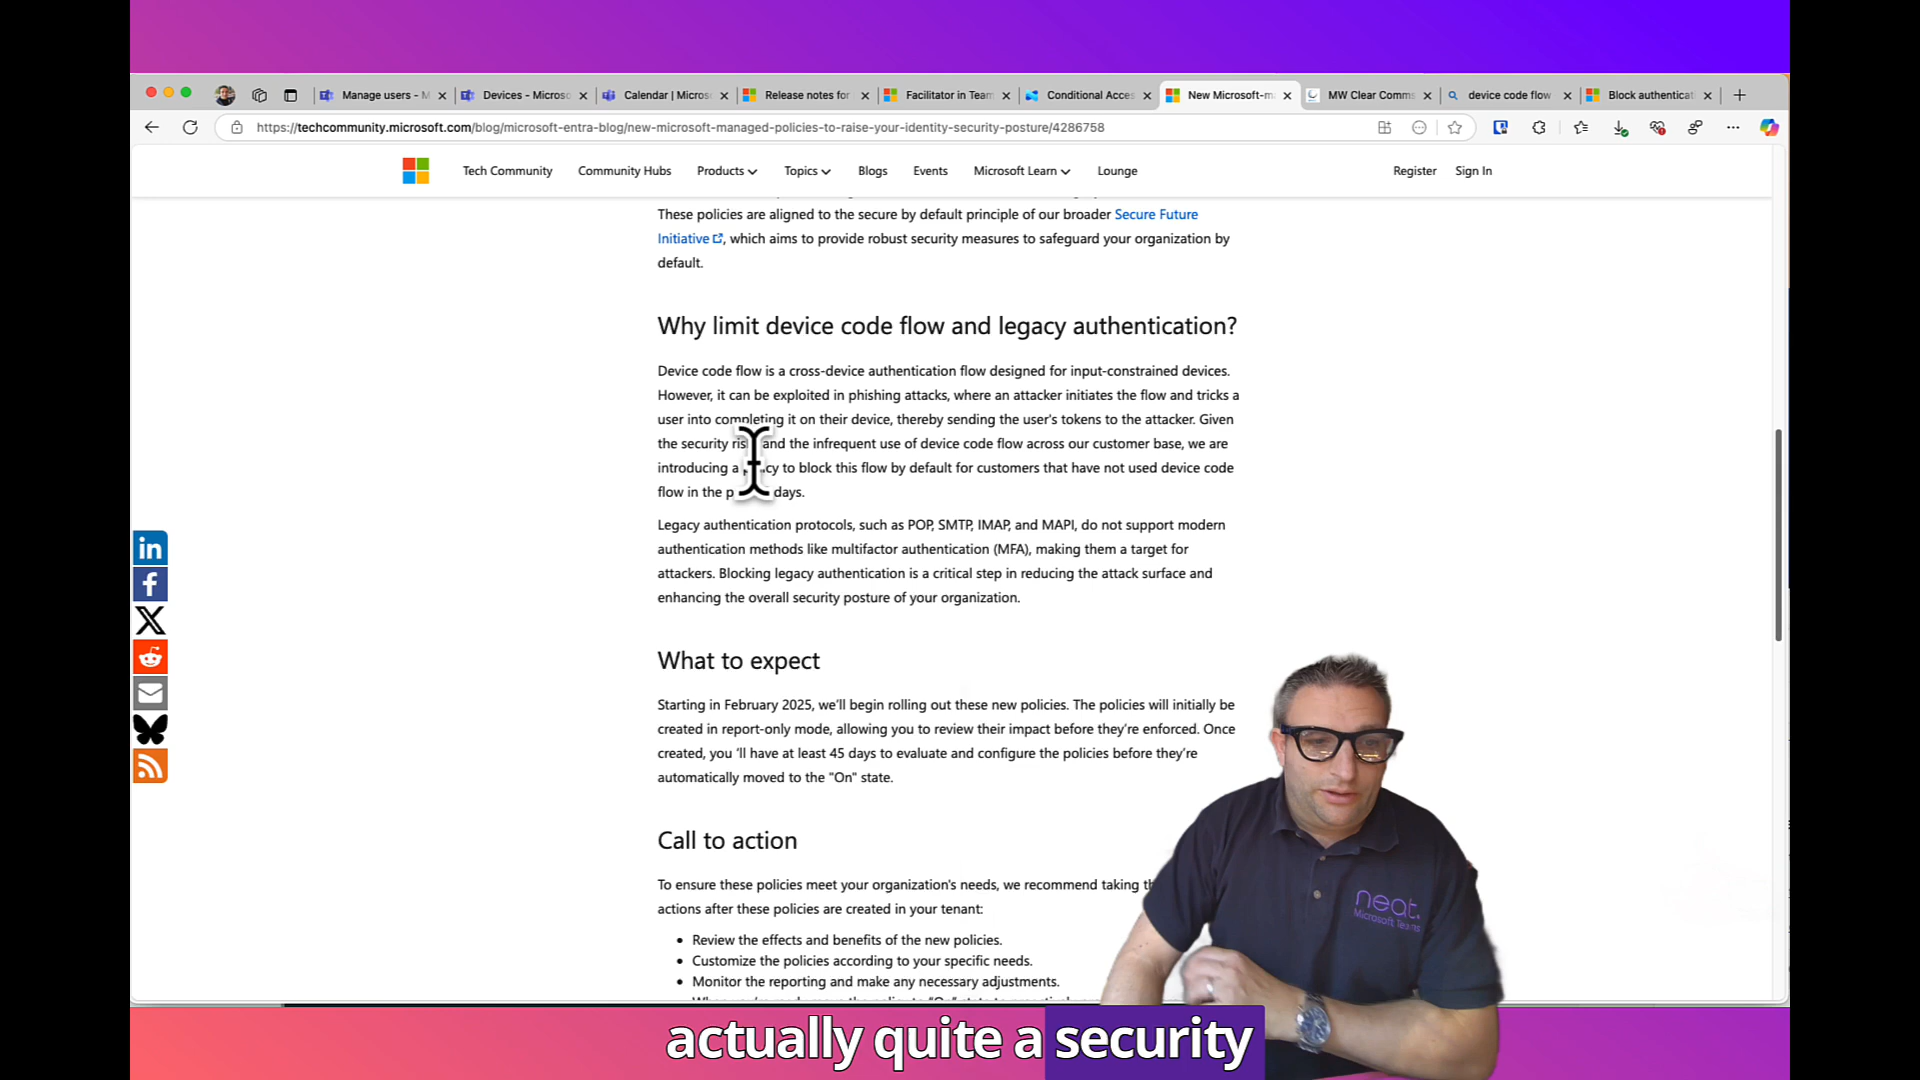 Manage users - M
Devices - Microso
Calendar | Micros
Release notes for
Facilitator in Team
Conditional Acces
New Microsoft-m
MW Clear Comms
device code flow
Block authenticat
https://techcommunity.microsoft.com/blog/microsoft-entra-blog/new-microsoft-managed-policies-to-raise-your-identity-security-posture/4286758
Tech Community
Community Hubs
Products
Topics
Blogs
Events
Microsoft Learn
Lounge
Register
Sign In
These policies are aligned to the secure by default principle of our broader Secure Future
Initiative, which aims to provide robust security measures to safeguard your organization by
default.
Why limit device code flow and legacy authentication?
Device code flow is a cross-device authentication flow designed for input-constrained devices.
However, it can be exploited in phishing attacks, where an attacker initiates the flow and tricks a
user into completing it on their device, thereby sending the user's tokens to the attacker. Given
the security and the infrequent use of device code flow across our customer base, we are
introducing a to block this flow by default for customers that have not used device code
flow in the days.
Legacy authentication protocols, such as POP, SMTP, IMAP, and MAPI, do not support modern
authentication methods like multifactor authentication (MFA), making them a target for
attackers. Blocking legacy authentication is a critical step in reducing the attack surface and
enhancing the overall security posture of your organization.
What to expect
Starting in February 2025, we'll begin rolling out these new policies. The policies will initially be
created in report-only mode, allowing you to review their impact before they're enforced. Once
created, you 'll have at least 45 days to evaluate and configure the policies before they're
automatically moved to the "On" state.
Call to action
To ensure these policies meet your organization's needs, we recommend taking
actions after these policies are created in your tenant:
• Review the effects and benefits of the new policies.
• Customize the policies according to your specific needs.
• Monitor the reporting and make any necessary adjustments.
neat.
Microsoft Teams
actually quite a security